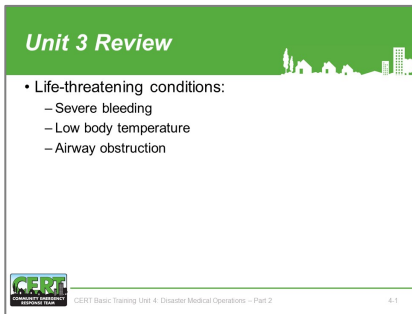 Unit 3 Review
• Life-threatening conditions:
– Severe bleeding
– Low body temperature
– Airway obstruction
CERT
COMMUNITY EMERGENCY
RESPONSE TEAM
CERT Basic Training Unit 4: Disaster Medical Operations – Part 2
4-1